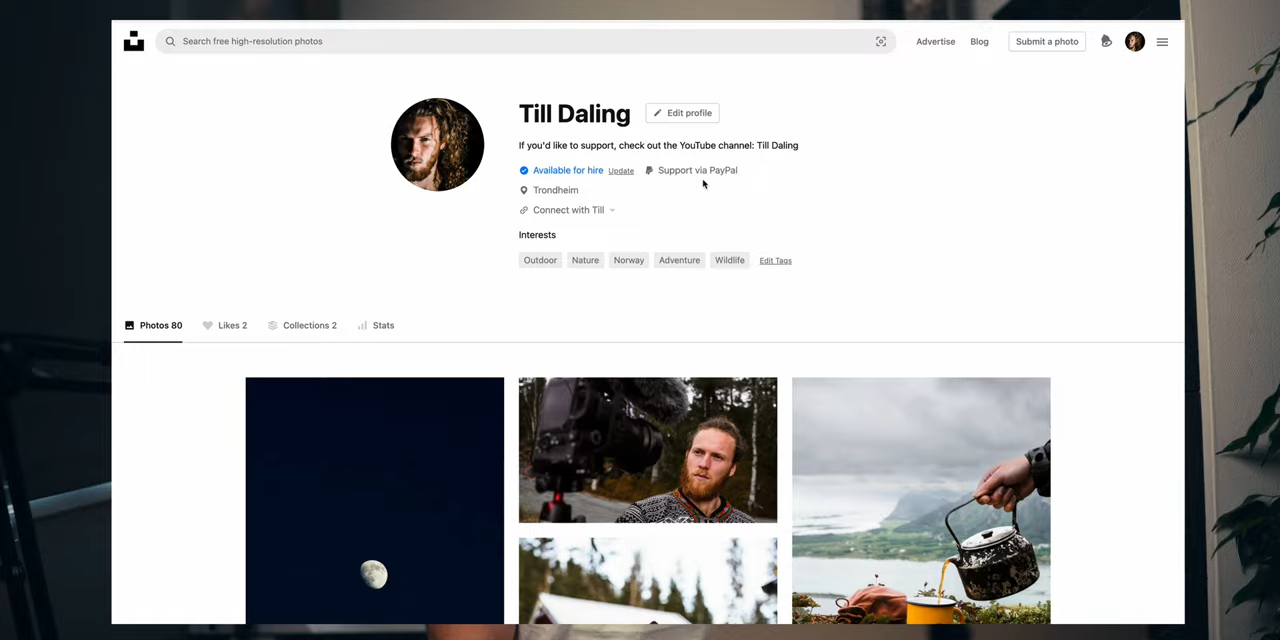 Search free high-resolution photos
Advertise
Blog
Submit a photo
Till Daling
Edit profile
If you'd like to support, check out the YouTube channel: Till Daling
Available for hire Update Support via PayPal
Trondheim
Connect with Till
Interests
Outdoor Nature Norway Adventure Wildlife Edit Tags
Photos 80 Likes 2 Collections 2 Stats